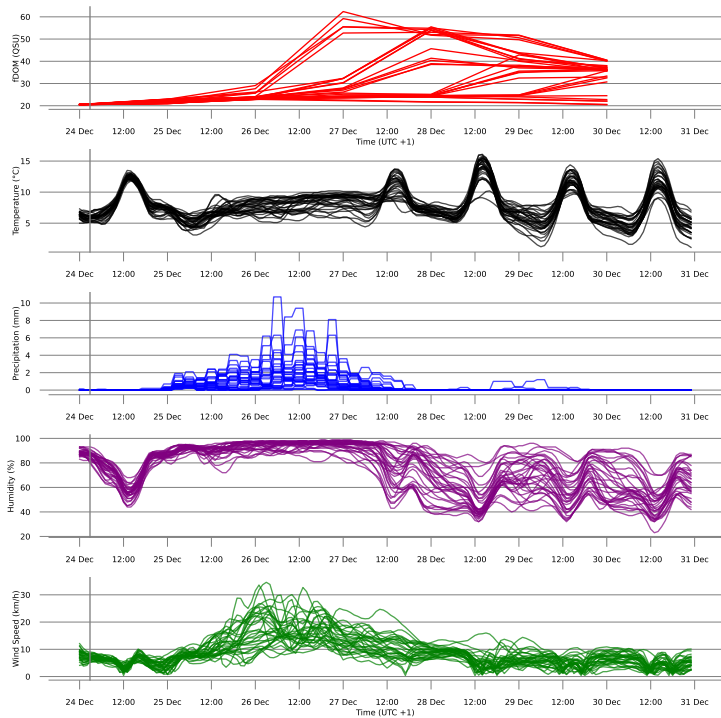 fDOM (QSU)
60
50
40
30
20
24 Dec 12:00 25 Dec 12:00 26 Dec 12:00 27 Dec 12:00 28 Dec 12:00 29 Dec 12:00 30 Dec 12:00 31 Dec
Time (UTC +1)
Temperature (°C)
15
10
5
24 Dec 12:00 25 Dec 12:00 26 Dec 12:00 27 Dec 12:00 28 Dec 12:00 29 Dec 12:00 30 Dec 12:00 31 Dec
Precipitation (mm)
10
8
6
4
2
0
24 Dec 12:00 25 Dec 12:00 26 Dec 12:00 27 Dec 12:00 28 Dec 12:00 29 Dec 12:00 30 Dec 12:00 31 Dec
Humidity (%)
100
80
60
40
20
24 Dec 12:00 25 Dec 12:00 26 Dec 12:00 27 Dec 12:00 28 Dec 12:00 29 Dec 12:00 30 Dec 12:00 31 Dec
Wind Speed (km/h)
30
20
10
0
24 Dec 12:00 25 Dec 12:00 26 Dec 12:00 27 Dec 12:00 28 Dec 12:00 29 Dec 12:00 30 Dec 12:00 31 Dec
Time (UTC +1)